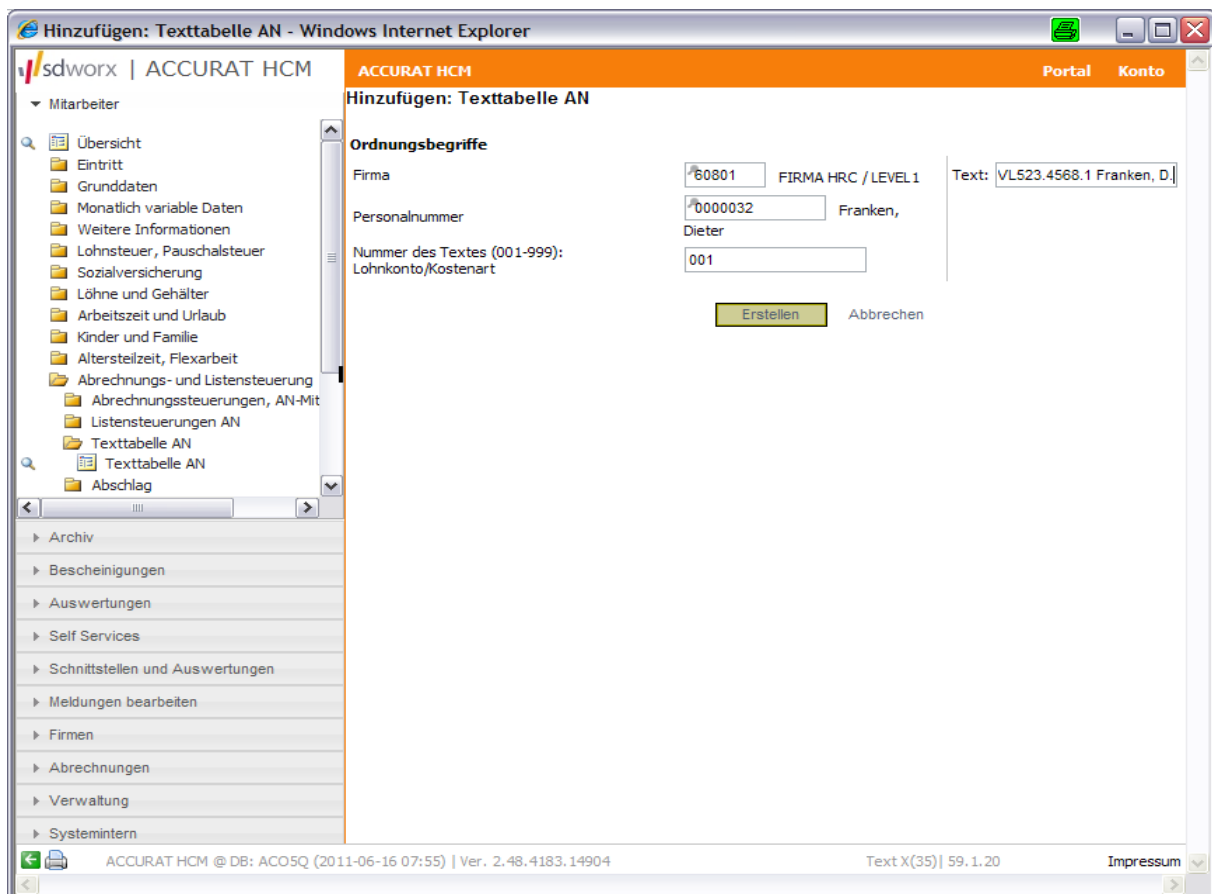 Hinzufügen: Texttabelle AN - Windows Internet Explorer
sdworx | ACCURAT HCM
ACCURAT HCM
Portal
Konto
Mitarbeiter
Übersicht
Eintritt
Grunddaten
Monatlich variable Daten
Weitere Informationen
Lohnsteuer, Pauschalsteuer
Sozialversicherung
Löhne und Gehälter
Arbeitszeit und Urlaub
Kinder und Familie
Altersteilzeit, Flexarbeit
Abrechnungs- und Listensteuerung
Abrechnungssteuerungen, AN-Mit
Listensteuerungen AN
Texttabelle AN
Texttabelle AN
Abschlag
Archiv
Bescheinigungen
Auswertungen
Self Services
Schnittstellen und Auswertungen
Meldungen bearbeiten
Firmen
Abrechnungen
Verwaltung
Systemintern
Hinzufügen: Texttabelle AN
Ordnungsbegriffe
Firma
60801
FIRMA HRC / LEVEL1
Text: VL523.4568.1 Franken, D.
Personalnummer
0000032
Franken,
Dieter
Nummer des Textes (001-999):
Lohnkonto/Kostenart
001
Erstellen
Abbrechen
ACCURAT HCM @ DB: ACO5Q (2011-06-16 07:55) | Ver. 2.48.4183.14904
Text X(35)| 59.1.20
Impressum